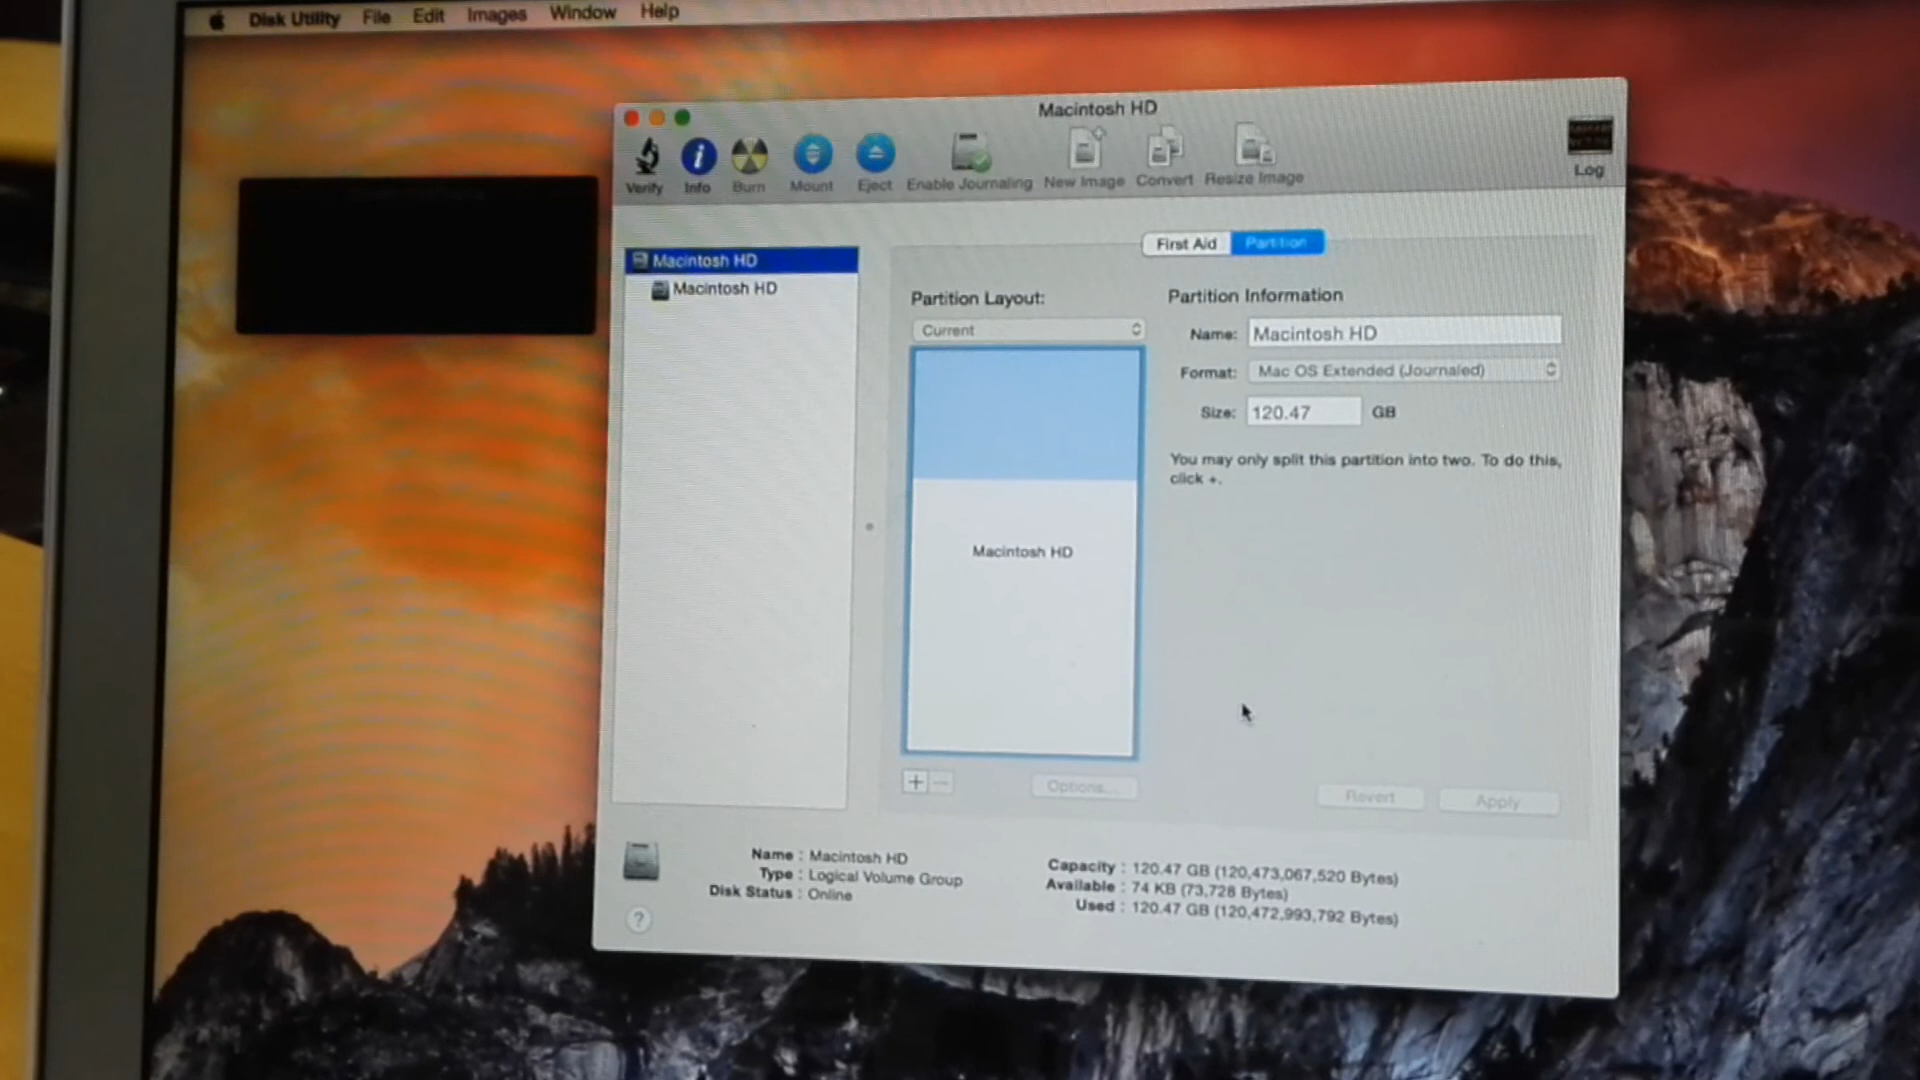 Disk Utility File Edit Images Window Help
Macintosh HD
Verify Info Burn Mount Eject Enable Journaling New Image Convert Resize Image Log
First Aid Partition
Macintosh HD
Macintosh HD
Partition Layout:
Current
Macintosh HD
Options...
Partition Information
Name: Macintosh HD
Format: Mac OS Extended (Journaled)
Size: 120.47 GB
You may only split this partition into two. To do this,
click +.
Revert Apply
Name : Macintosh HD
Type : Logical Volume Group
Disk Status : Online
Capacity : 120.47 GB (120,473,067,520 Bytes)
Available : 74 KB (73,728 Bytes)
Used : 120.47 GB (120,472,993,792 Bytes)
?